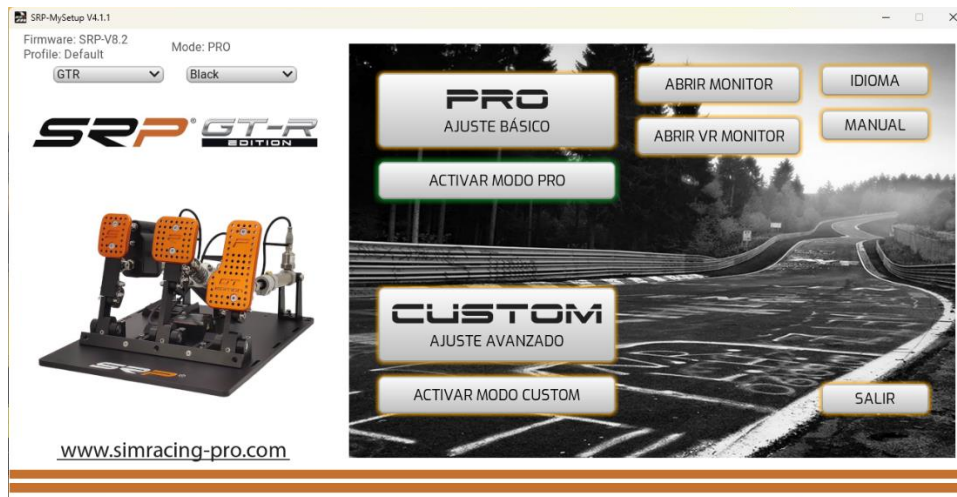 SRP-MySetup V4.1.1
Firmware: SRP-V8.2
Profile: Default
Mode: PRO
GTR
Black
SRP® GT-R
EDITION
PRO
AJUSTE BÁSICO
ACTIVAR MODO PRO
ABRIR MONITOR
ABRIR VR MONITOR
IDIOMA
MANUAL
CUSTOM
AJUSTE AVANZADO
ACTIVAR MODO CUSTOM
SALIR
SRP
www.simracing-pro.com